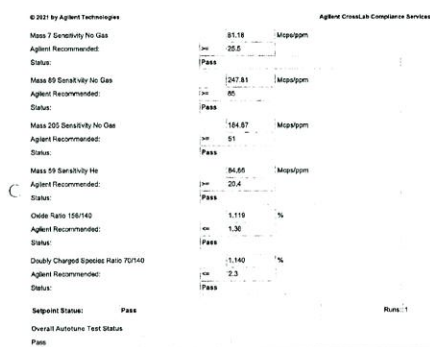 © 2021 by Agilent Technologies Agilent CrossLab Compliance Services
Mass 7 Sensitivity No Gas 81.18 Mcps/ppm
Agilent Recommended: >= 25.5
Status: Pass
Mass 89 Sensitivity No Gas 247.81 Mcps/ppm
Agilent Recommended: >= 85
Status: Pass
Mass 205 Sensitivity No Gas 184.87 Mcps/ppm
Agilent Recommended: >= 51
Status: Pass
Mass 59 Sensitivity He 84.66 Mcps/ppm
Agilent Recommended: >= 20.4
Status: Pass
Oxide Ratio 156/140 1.119 %
Agilent Recommended: <= 1.38
Status: Pass
Doubly Charged Species Ratio 70/140 1.140 %
Agilent Recommended: <= 2.3
Status: Pass
Setpoint Status: Pass Runs: 1
Overall Autotune Test Status
Pass